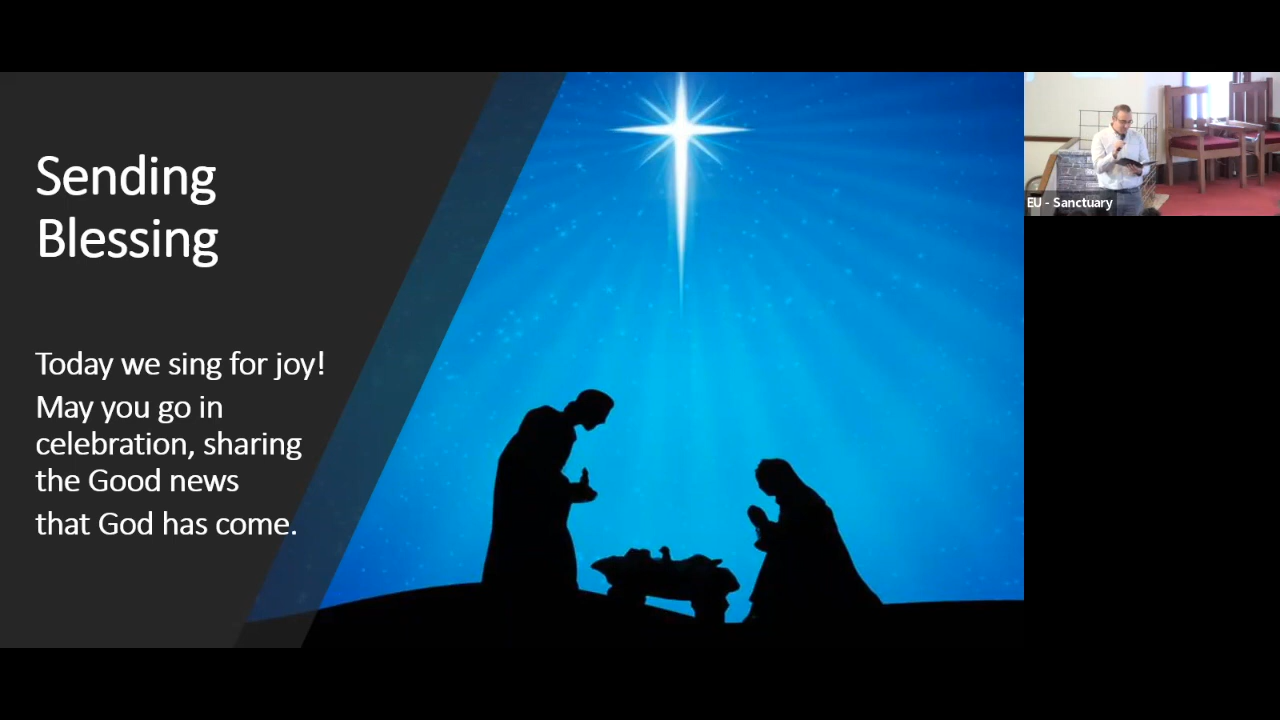 Sending
Blessing
Today we sing for joy!
May you go in
celebration, sharing
the Good news
that God has come.
EU - Sanctuary